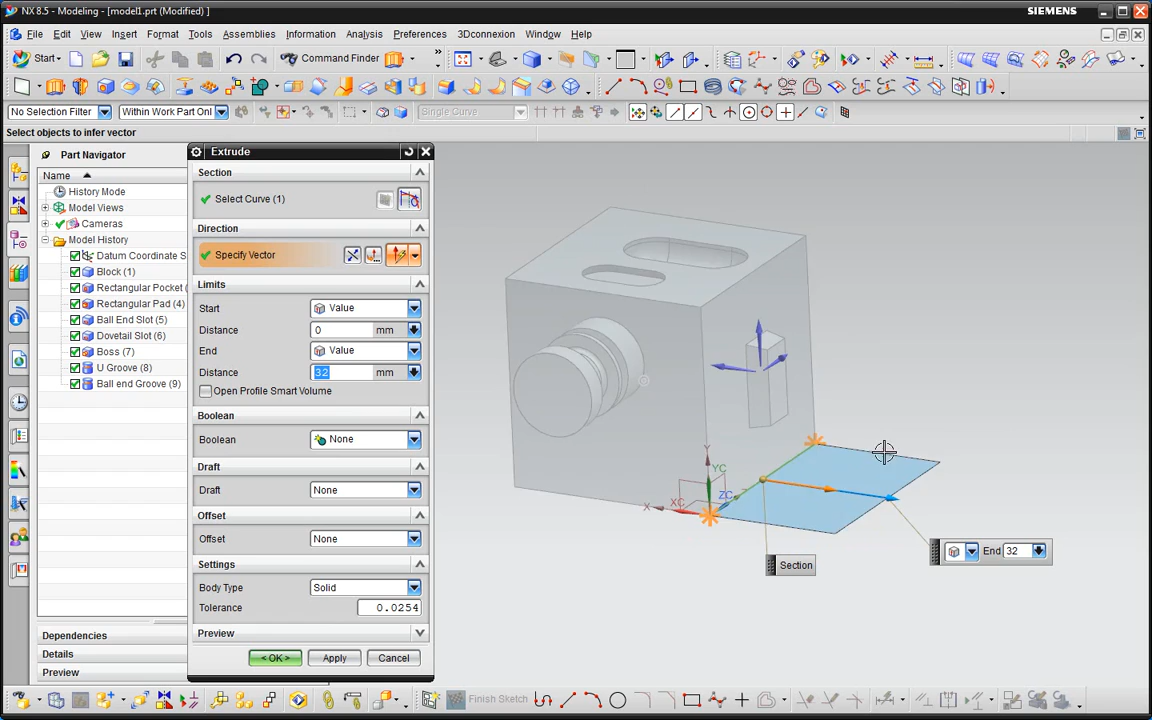 NX 8.5 - Modeling - [model1.prt (Modified) ]
SIEMENS
File Edit View Insert Format Tools Assemblies Information Analysis Preferences 3Dconnexion Window Help
Start Command Finder
No Selection Filter Within Work Part Onl Single Curve
Select objects to infer vector
Part Navigator
Name
History Mode
Model Views
Cameras
Model History
Datum Coordinate S
Block (1)
Rectangular Pocket (
Rectangular Pad (4)
Ball End Slot (5)
Dovetail Slot (6)
Boss (7)
U Groove (8)
Ball end Groove (9)
Dependencies
Details
Preview
Extrude
Section
Select Curve (1)
Direction
Specify Vector
Limits
Start Value
Distance 0 mm
End Value
Distance 32 mm
Open Profile Smart Volume
Boolean
Boolean None
Draft
Draft None
Offset
Offset None
Settings
Body Type Solid
Tolerance 0.0254
Preview
< OK > Apply Cancel
Y
YC
Z
ZC
X
XC
End 32
Section
Finish Sketch